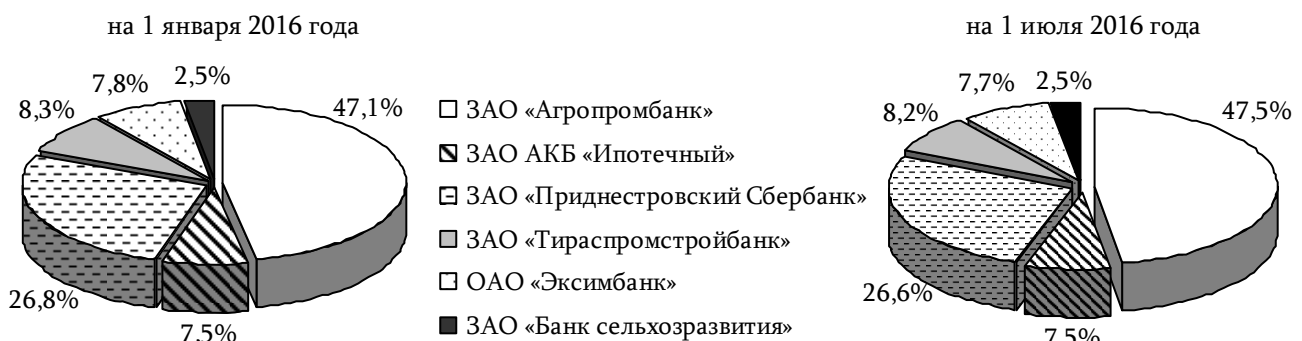 на 1 января 2016 года
2,5%
7,8%
8,3%
47,1%
26,8%
7,5%
ЗАО «Агропромбанк»
ЗАО АКБ «Ипотечный»
ЗАО «Приднестровский Сбербанк»
ЗАО «Тираспромстройбанк»
ОАО «Эксимбанк»
ЗАО «Банк сельхозразвития»
на 1 июля 2016 года
2,5%
7,7%
8,2%
47,5%
26,6%
7,5%